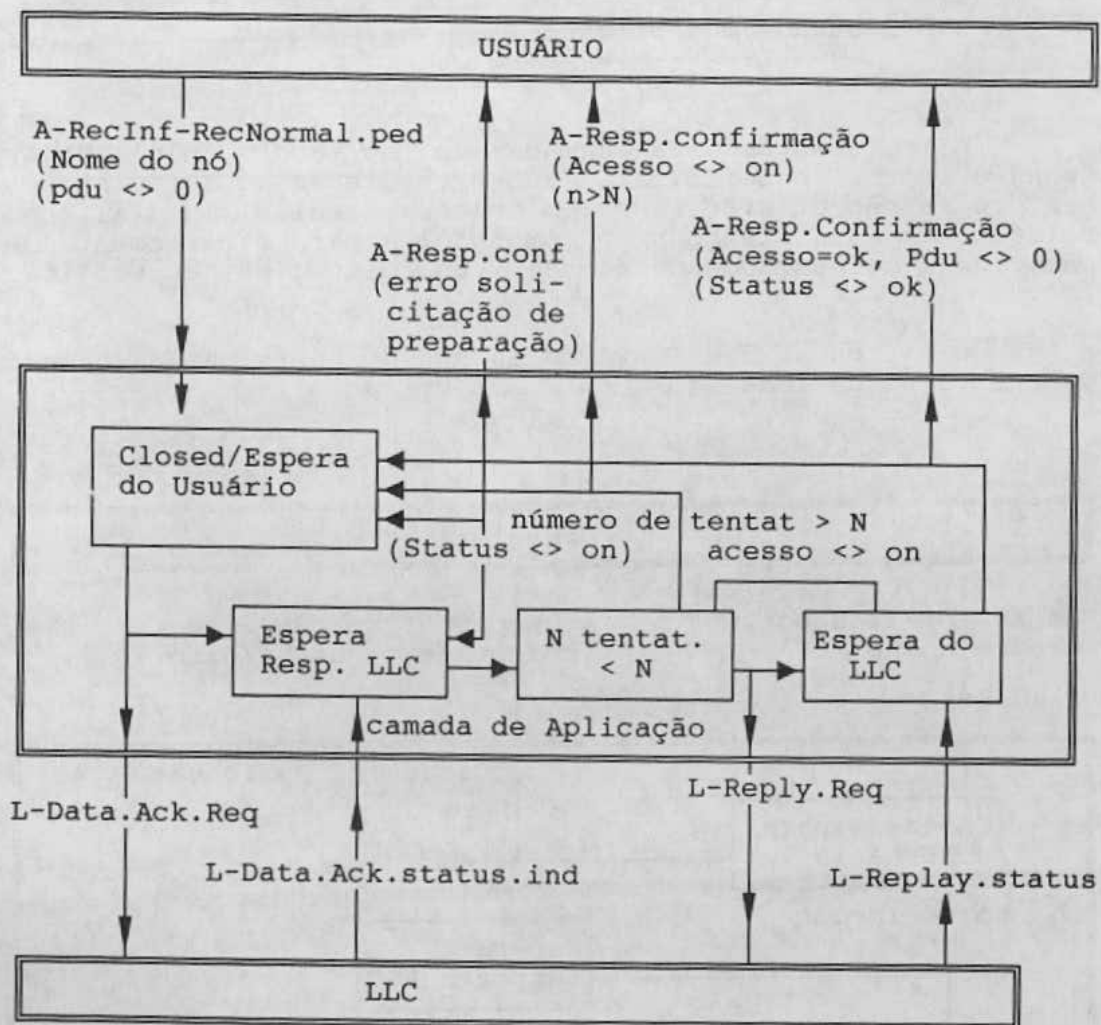 USUÁRIO
A-RecInf-RecNormal.ped
(Nome do nó)
(pdu <> 0)
A-Resp.conf
(erro soli-
citação de
preparação)
A-Resp.confirmação
(Acesso <> on)
(n>N)
A-Resp.Confirmação
(Acesso=ok, Pdu <> 0)
(Status <> ok)
Closed/Espera
do Usuário
número de tentat > N
(Status <> on)
acesso <> on
Espera
Resp. LLC
N tentat.
< N
Espera do
LLC
camada de Aplicação
L-Data.Ack.Req
L-Data.Ack.status.ind
L-Reply.Req
L-Replay.status
LLC